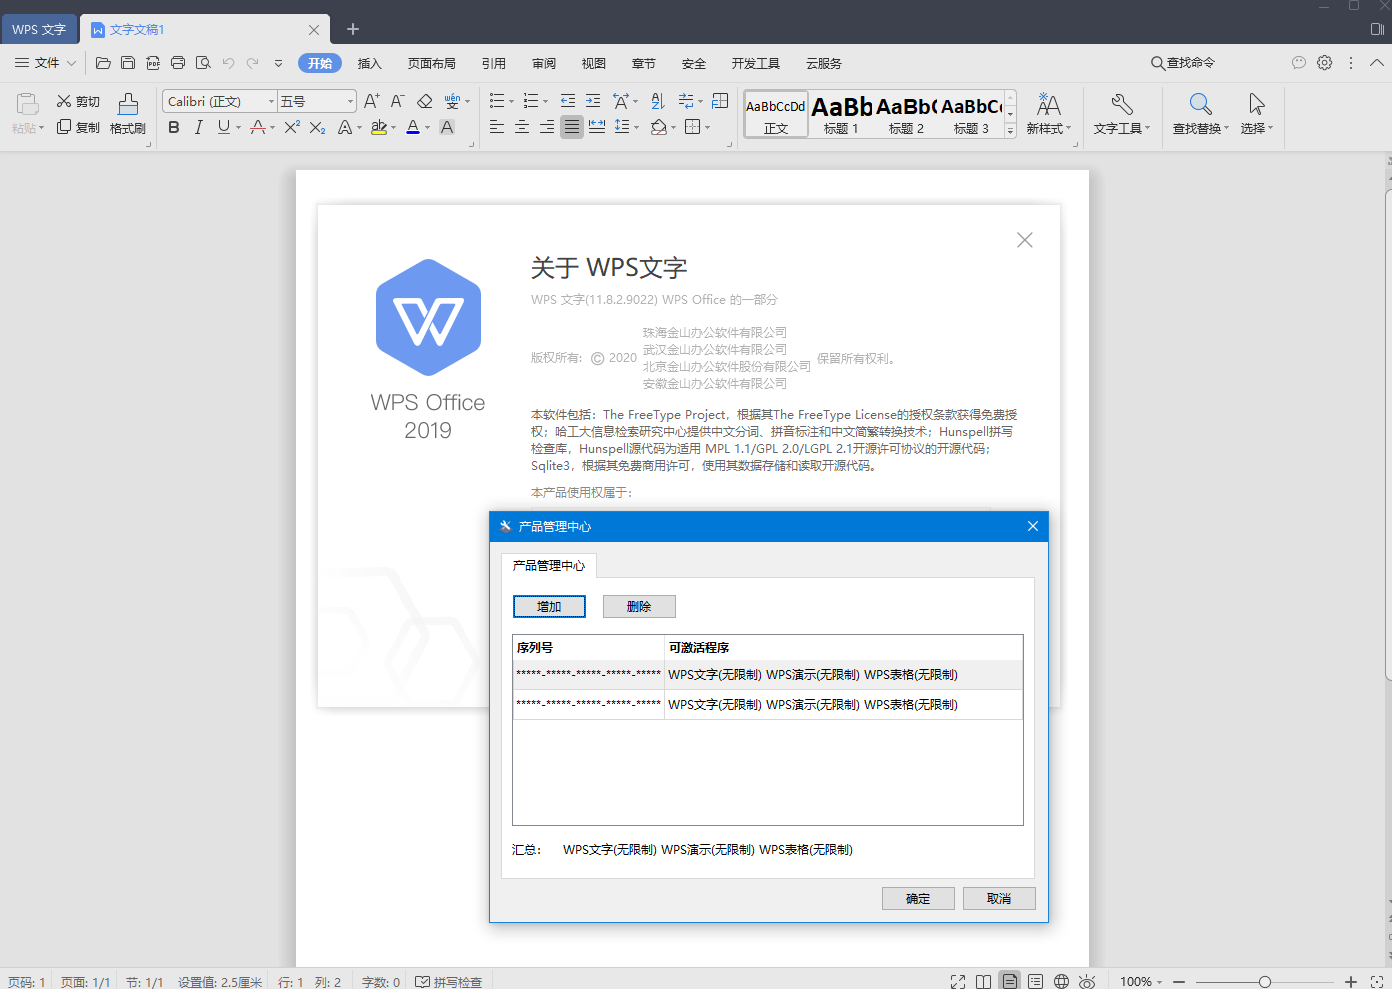 WPS 文字
文字文稿1
文件
开始
插入
页面布局
引用
审阅
视图
章节
安全
开发工具
云服务
查找命令
粘贴
剪切
复制
格式刷
Calibri (正文)
五号
AaBbCcDd
正文
AaBb
标题 1
AaBb(
标题 2
AaBbC
标题 3
新样式
文字工具
查找替换
选择
关于 WPS文字
WPS 文字(11.8.2.9022) WPS Office 的一部分
版权所有: © 2020
珠海金山办公软件有限公司
武汉金山办公软件有限公司
北京金山办公软件股份有限公司
安徽金山办公软件有限公司
保留所有权利。
WPS Office
2019
本软件包括：The FreeType Project，根据其The FreeType License的授权条款获得免费授
权；哈工大信息检索研究中心提供中文分词、拼音标注和中文简繁转换技术；Hunspell拼写
检查库，Hunspell源代码为适用 MPL 1.1/GPL 2.0/LGPL 2.1开源许可协议的开源代码；
Sqlite3，根据其免费商用许可，使用其数据存储和读取开源代码。
本产品使用权属于：
产品管理中心
产品管理中心
增加
删除
序列号
可激活程序
*****-*****-*****-*****-***** WPS文字(无限制) WPS演示(无限制) WPS表格(无限制)
*****-*****-*****-*****-***** WPS文字(无限制) WPS演示(无限制) WPS表格(无限制)
汇总： WPS文字(无限制) WPS演示(无限制) WPS表格(无限制)
确定
取消
页码: 1
页面: 1/1
节: 1/1
设置值: 2.5厘米
行: 1
列: 2
字数: 0
拼写检查
100%